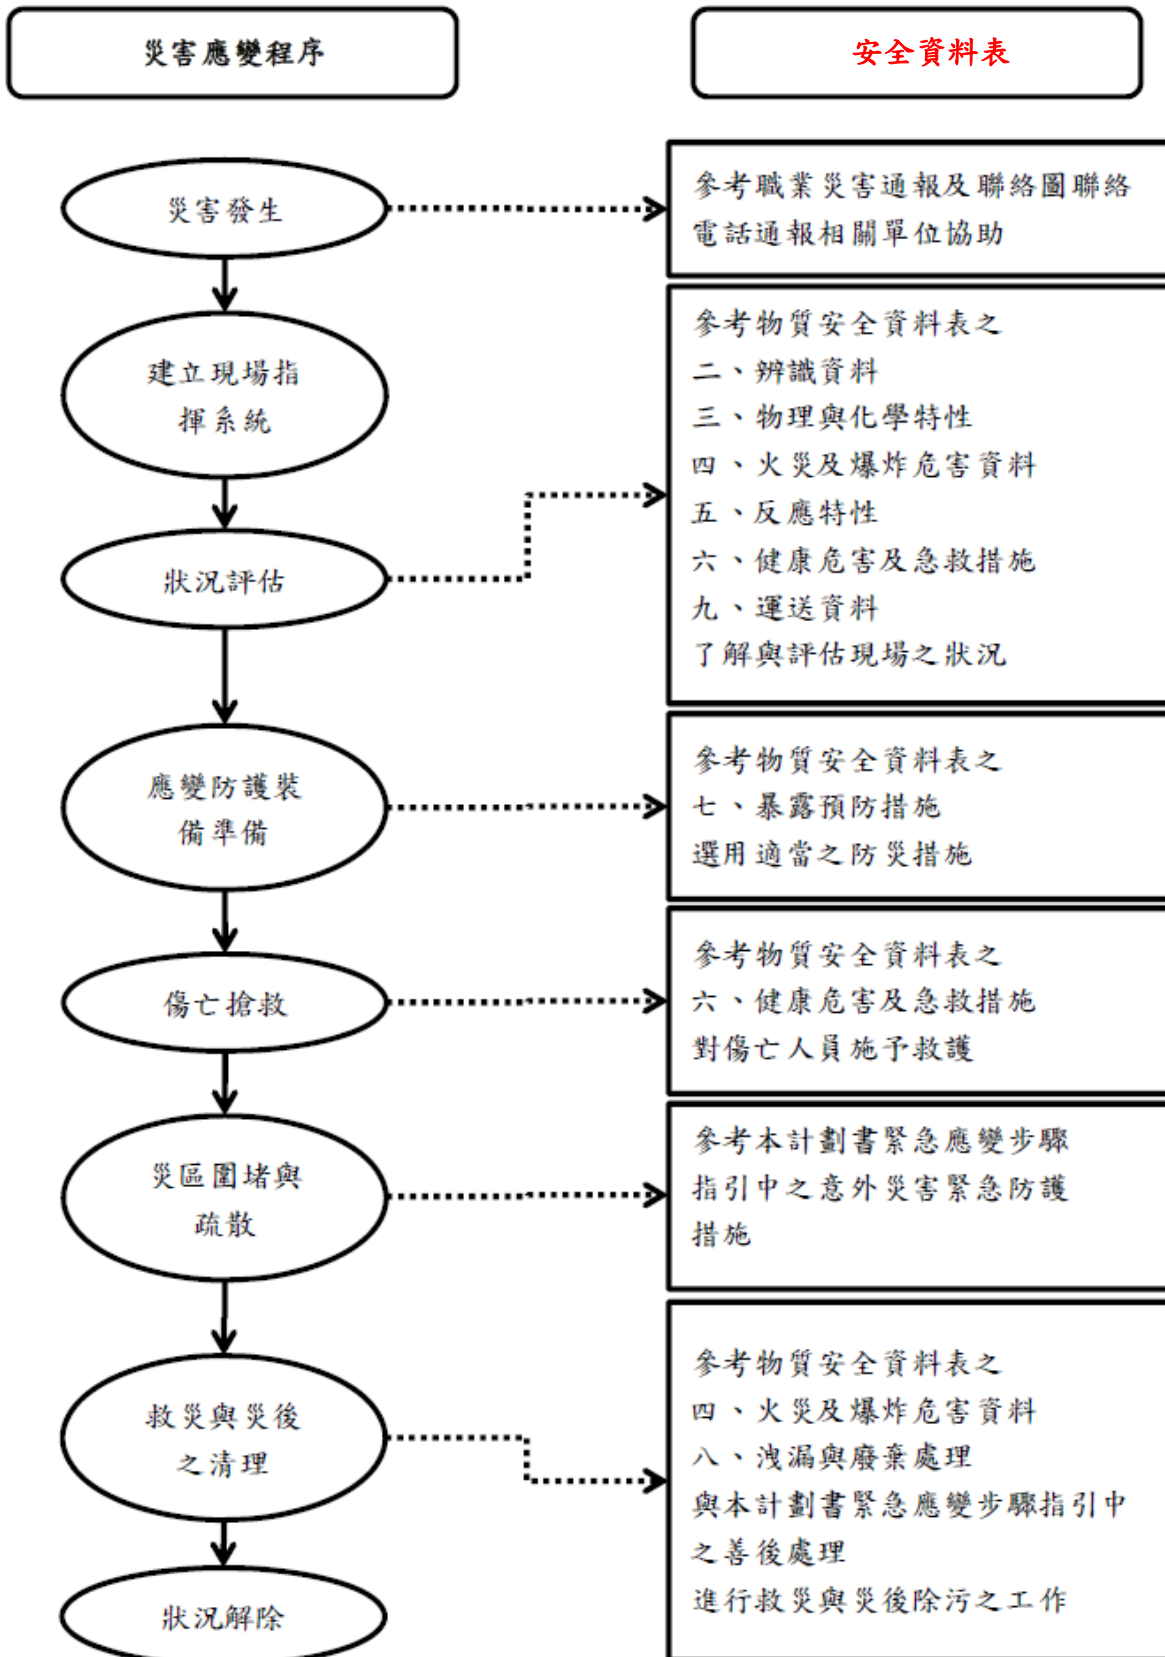 災害應變程序
安全資料表
災害發生
參考職業災害通報及聯絡圖聯絡
電話通報相關單位協助
建立現場指
揮系統
狀況評估
參考物質安全資料表之
二、辨識資料
三、物理與化學特性
四、火災及爆炸危害資料
五、反應特性
六、健康危害及急救措施
九、運送資料
了解與評估現場之狀況
應變防護裝
備準備
參考物質安全資料表之
七、暴露預防措施
選用適當之防災措施
傷亡搶救
參考物質安全資料表之
六、健康危害及急救措施
對傷亡人員施予救護
災區圍堵與
疏散
參考本計劃書緊急應變步驟
指引中之意外災害緊急防護
措施
救災與災後
之清理
參考物質安全資料表之
四、火災及爆炸危害資料
八、洩漏與廢棄處理
與本計劃書緊急應變步驟指引中
之善後處理
進行救災與災後除污之工作
狀況解除